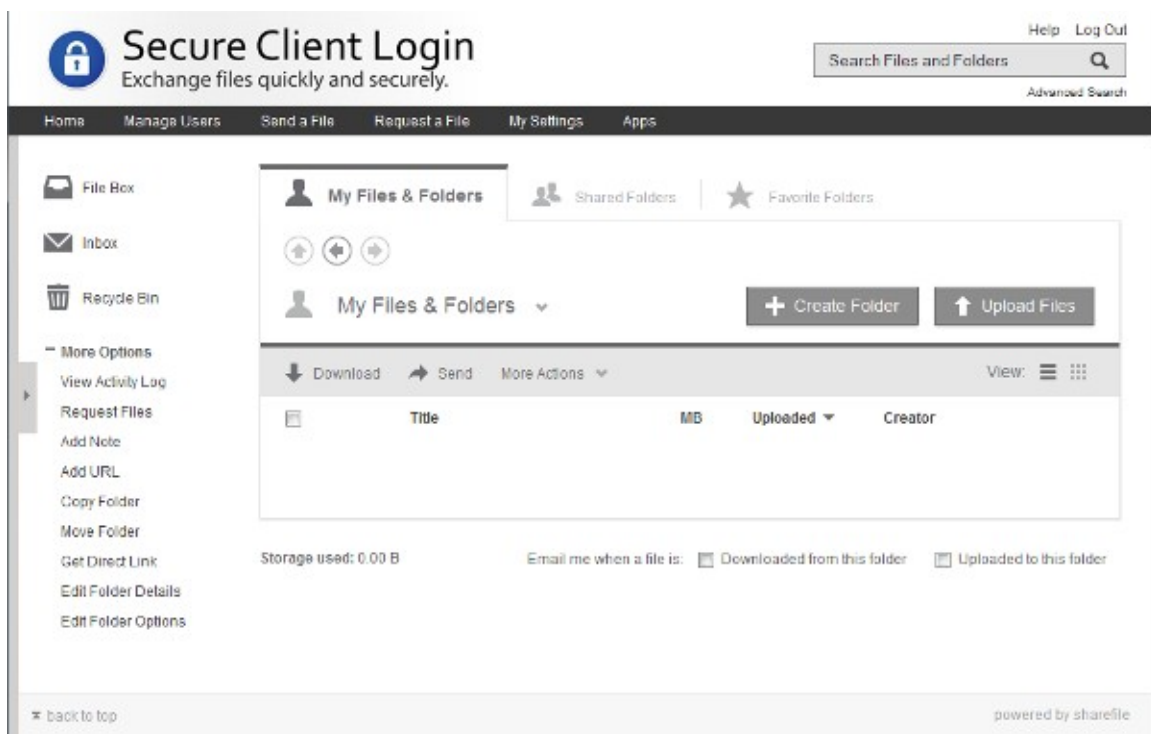 Secure Client Login
Exchange files quickly and securely.
Help Log Out
Search Files and Folders
Advanced Search
Home Manage Users Send a File Request a File My Settings Apps
File Box
Inbox
Recycle Bin
More Options
View Activity Log
Request Files
Add Note
Add URL
Copy Folder
Move Folder
Get Direct Link
Edit Folder Details
Edit Folder Options
My Files & Folders Shared Folders Favorite Folders
My Files & Folders
Create Folder Upload Files
Download Send More Actions View:
Title MB Uploaded Creator
Storage used: 0.00 B Email me when a file is: Downloaded from this folder Uploaded to this folder
back to top powered by sharefile